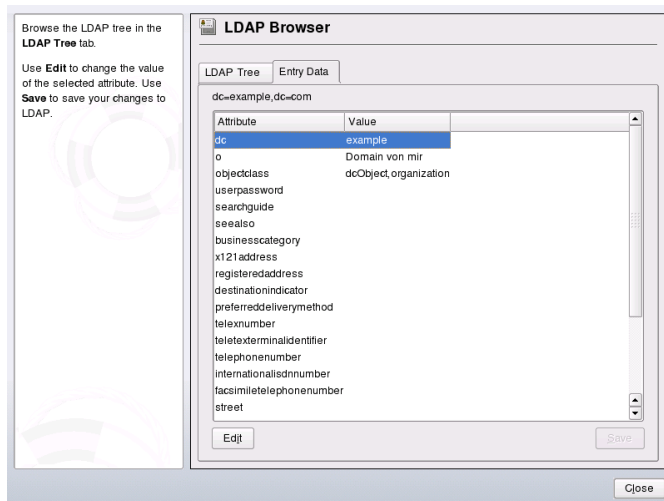 Browse the LDAP tree in the
LDAP Tree tab.
Use Edit to change the value
of the selected attribute. Use
Save to save your changes to
LDAP.
LDAP Browser
LDAP Tree
Entry Data
dc=example,dc=com
Attribute Value
dc example
o Domain von mir
objectclass dcObject,organization
userpassword
searchguide
seealso
businesscategory
x121address
registeredaddress
destinationindicator
preferreddeliverymethod
telexnumber
teletexterminalidentifier
telephonenumber
internationalisdnnumber
facsimiletelephonenumber
street
Edit
Save
Close